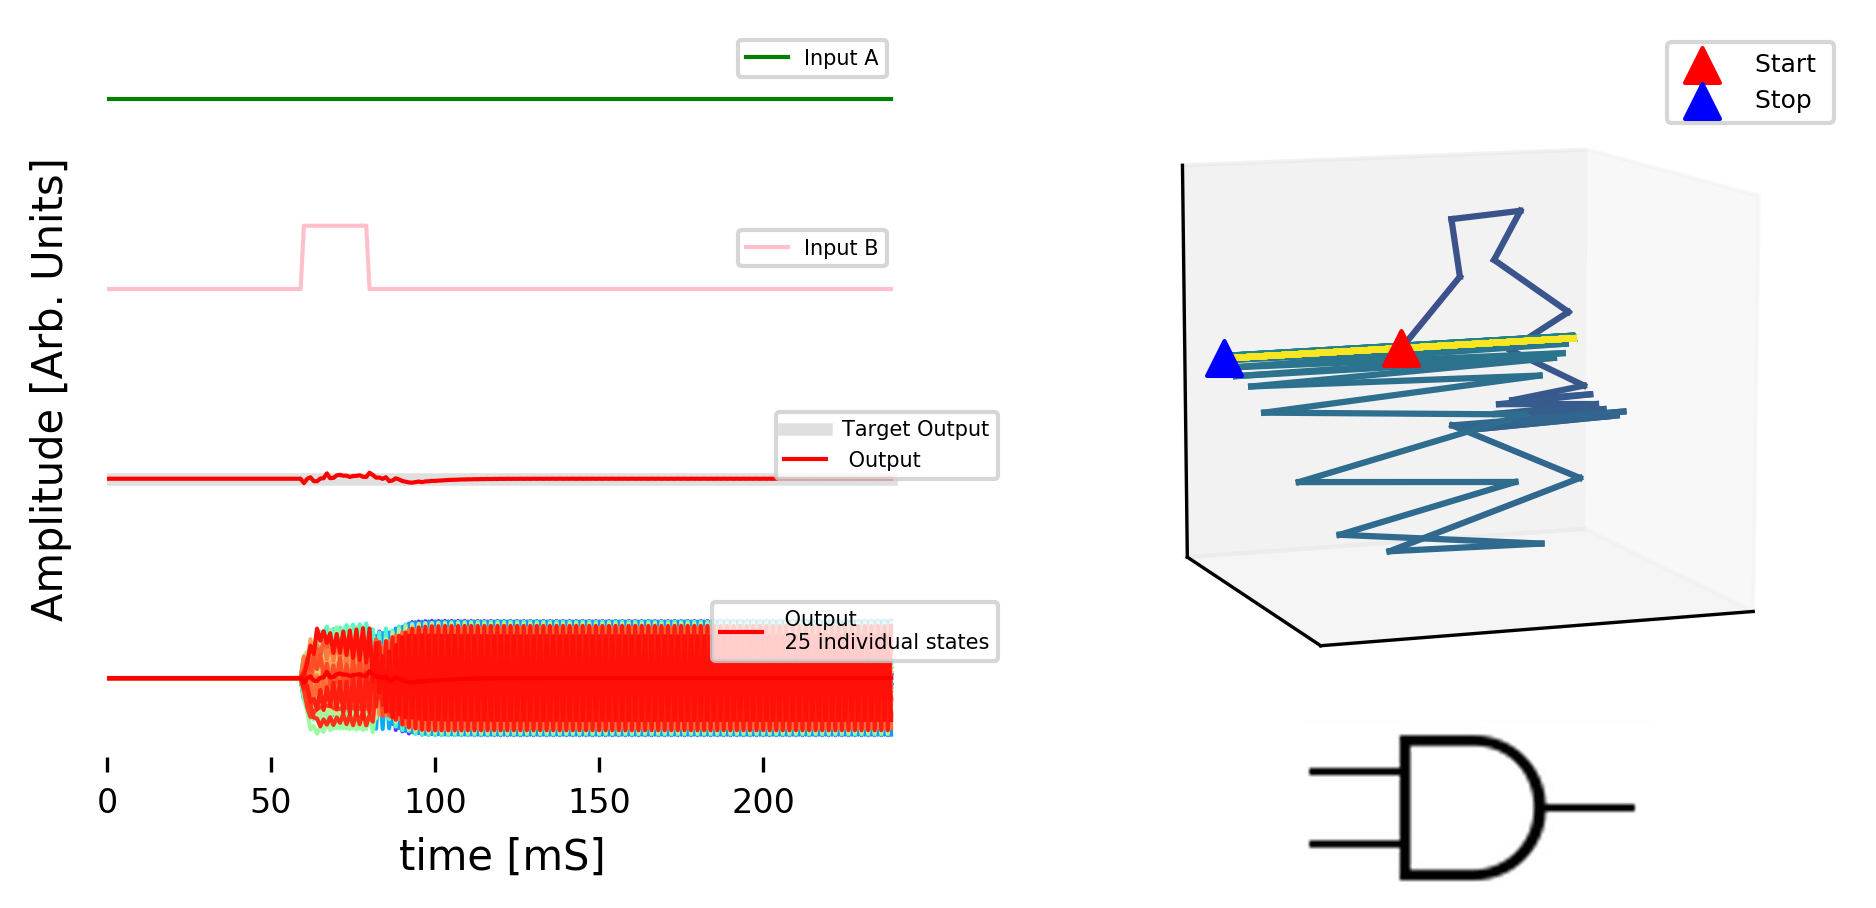 Input A
Input B
Target Output
Output
Output
25 individual states
Amplitude [Arb. Units]
0 50 100 150 200
time [mS]
Start
Stop